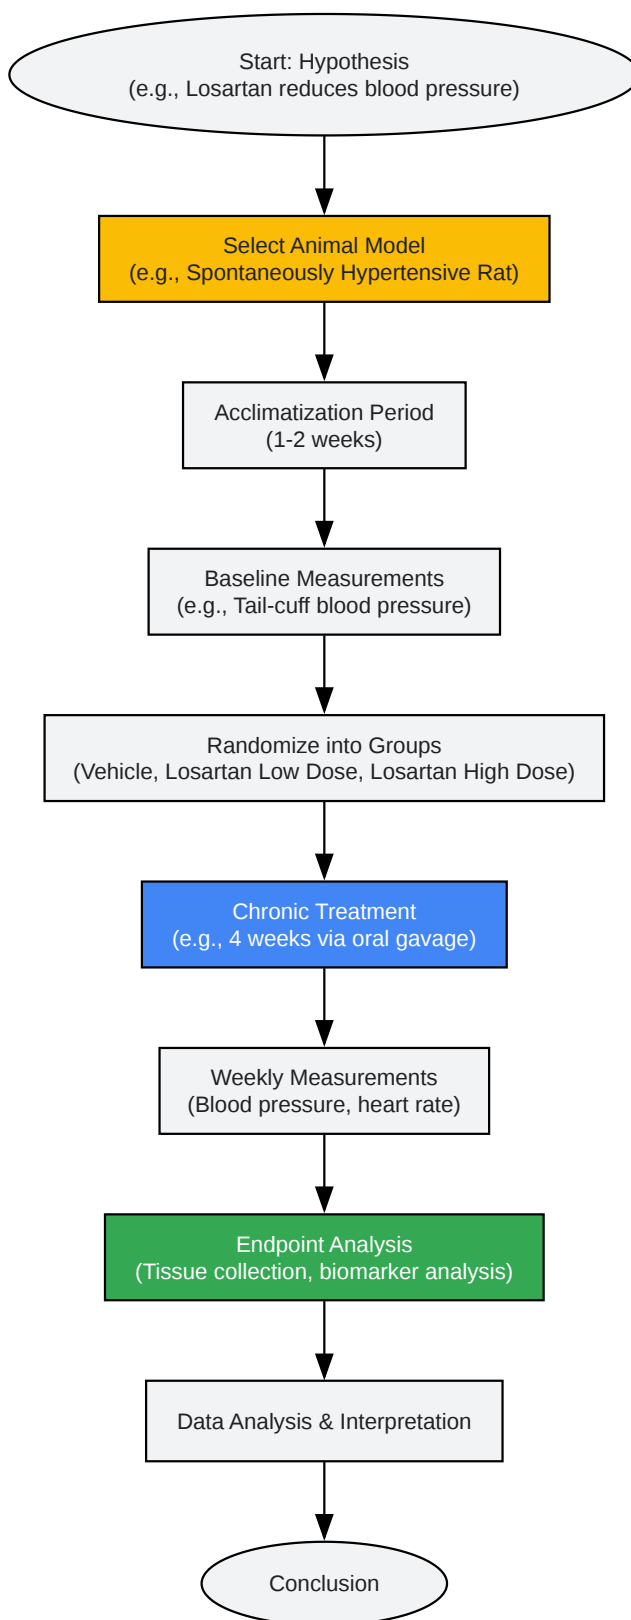 Start: Hypothesis
(e.g., Losartan reduces blood pressure)
Select Animal Model
(e.g., Spontaneously Hypertensive Rat)
Acclimatization Period
(1-2 weeks)
Baseline Measurements
(e.g., Tail-cuff blood pressure)
Randomize into Groups
(Vehicle, Losartan Low Dose, Losartan High Dose)
Chronic Treatment
(e.g., 4 weeks via oral gavage)
Weekly Measurements
(Blood pressure, heart rate)
Endpoint Analysis
(Tissue collection, biomarker analysis)
Data Analysis & Interpretation
Conclusion